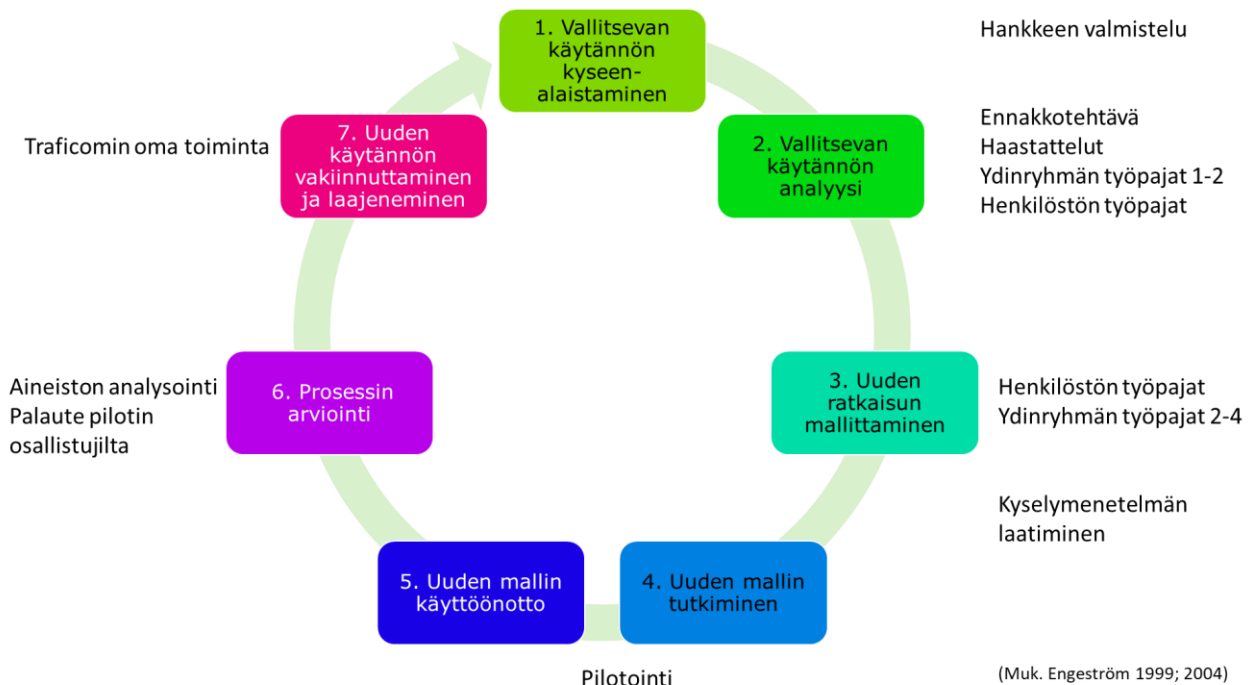 1. Vallitsevan
käytännön
kyseen-
alaistaminen
Hankkeen valmistelu
2. Vallitsevan
käytännön
analyysi
Ennakkotehtävä
Haastattelut
Ydinryhmän työpajat 1-2
Henkilöstön työpajat
3. Uuden
ratkaisun
mallittaminen
Henkilöstön työpajat
Ydinryhmän työpajat 2-4
Kyselymenetelmän
laatiminen
4. Uuden mallin
tutkiminen
5. Uuden mallin
käyttöönotto
Pilotointi
6. Prosessin
arviointi
Aineiston analysointi
Palaute pilotin
osallistujilta
7. Uuden
käytännön
vakiinnuttaminen
ja laajeneminen
Traficomin oma toiminta
(Muk. Engeström 1999; 2004)